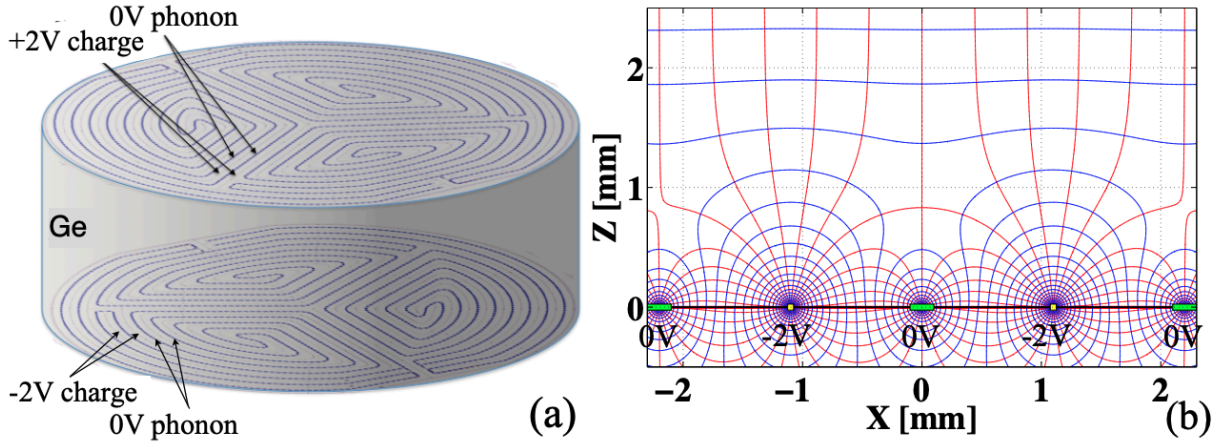 0V phonon
+2V charge
Ge
-2V charge
0V phonon
(a)
Z [mm]
2
1
0
0V
-2V
0V
-2V
0V
−2
−1
0
1
2
X [mm]
(b)